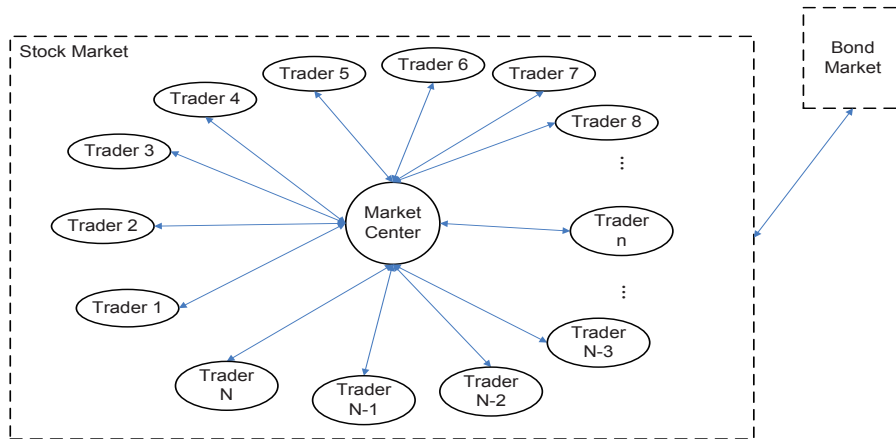 Stock Market
Bond
Market
Trader 5
Trader 6
Trader 7
Trader 4
Trader 8
Trader 3
...
Market
Center
Trader 2
Trader
n
...
Trader 1
Trader
N-3
Trader
N
Trader
N-1
Trader
N-2